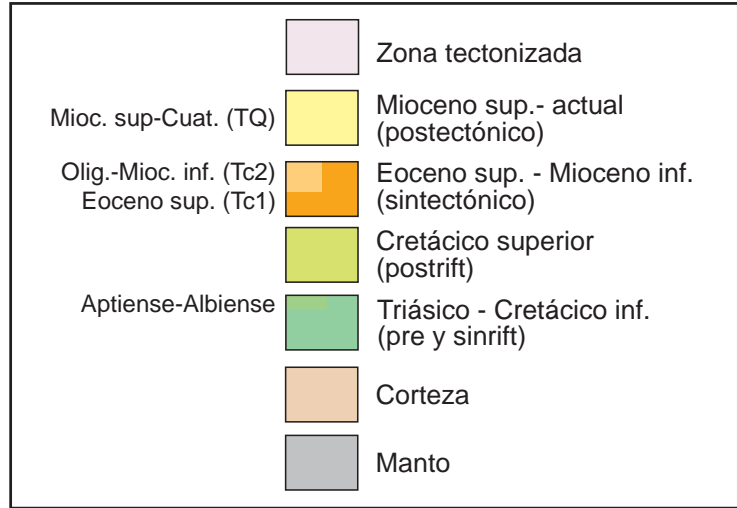 Zona tectonizada
Mioc. sup-Cuat. (TQ)
Mioceno sup.- actual
(postectónico)
Olig.-Mioc. inf. (Tc2)
Eoceno sup. (Tc1)
Eoceno sup. - Mioceno inf.
(sintectónico)
Cretácico superior
(postrift)
Aptiense-Albiense
Triásico - Cretácico inf.
(pre y sinrift)
Corteza
Manto